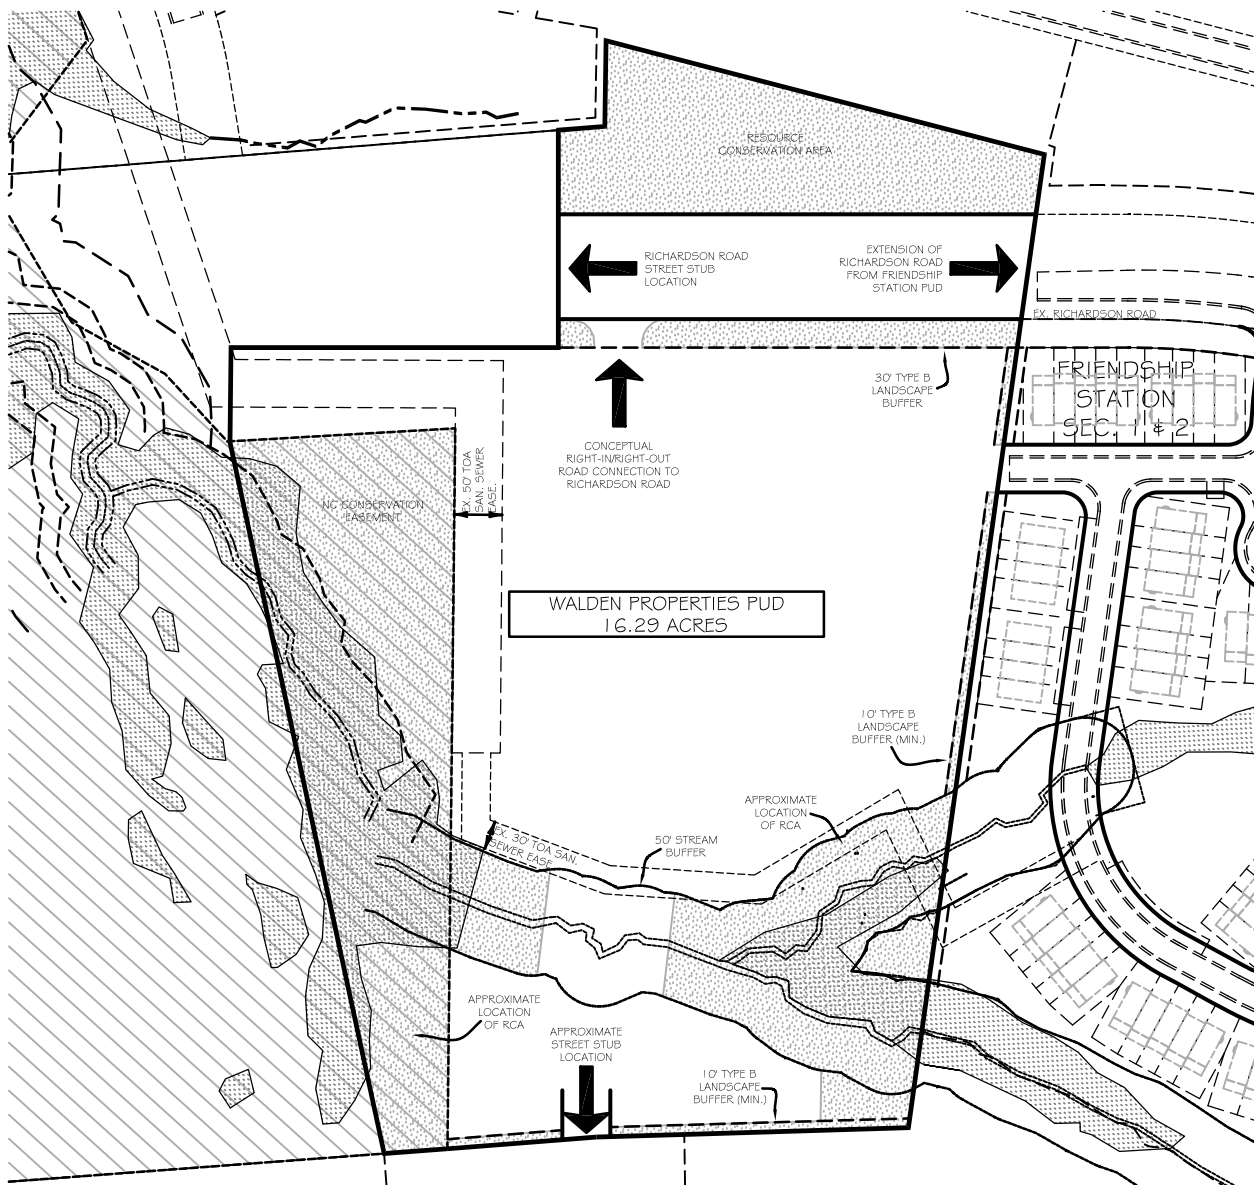 RESOURCE
CONSERVATION AREA
RICHARDSON ROAD
STREET STUB
LOCATION
EXTENSION OF
RICHARDSON ROAD
FROM FRIENDSHIP
STATION PUD
EX. RICHARDSON ROAD
30' TYPE B
LANDSCAPE
BUFFER
FRIENDSHIP
STATION
SEC. 1 & 2
CONCEPTUAL
RIGHT-IN/RIGHT-OUT
ROAD CONNECTION TO
RICHARDSON ROAD
EX. 50' TOA
SAN. SEWER
EASE.
NC CONSERVATION
EASEMENT
WALDEN PROPERTIES PUD
16.29 ACRES
10' TYPE B
LANDSCAPE
BUFFER (MIN.)
APPROXIMATE
LOCATION
OF RCA
EX. 30' TOA SAN.
SEWER EASE.
50' STREAM
BUFFER
APPROXIMATE
LOCATION
OF RCA
APPROXIMATE
STREET STUB
LOCATION
10' TYPE B
LANDSCAPE
BUFFER (MIN.)